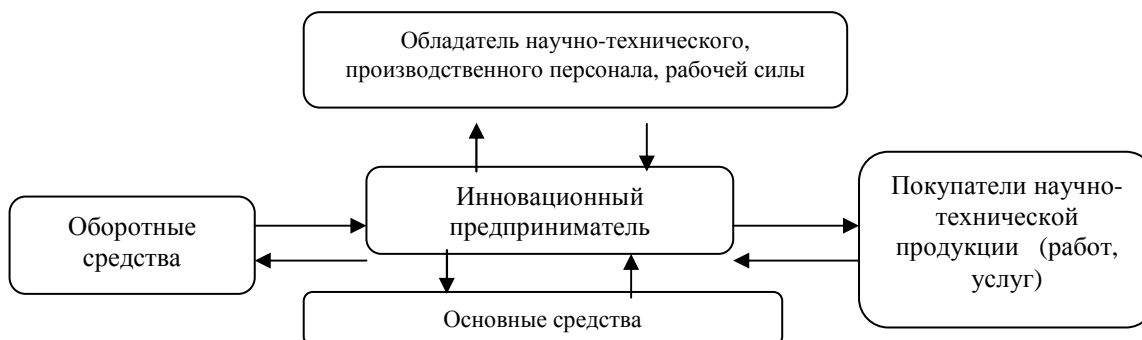 Обладатель научно-технического,
производственного персонала, рабочей силы
Инновационный
предприниматель
Оборотные
средства
Покупатели научно-
технической
продукции (работ,
услуг)
Основные средства